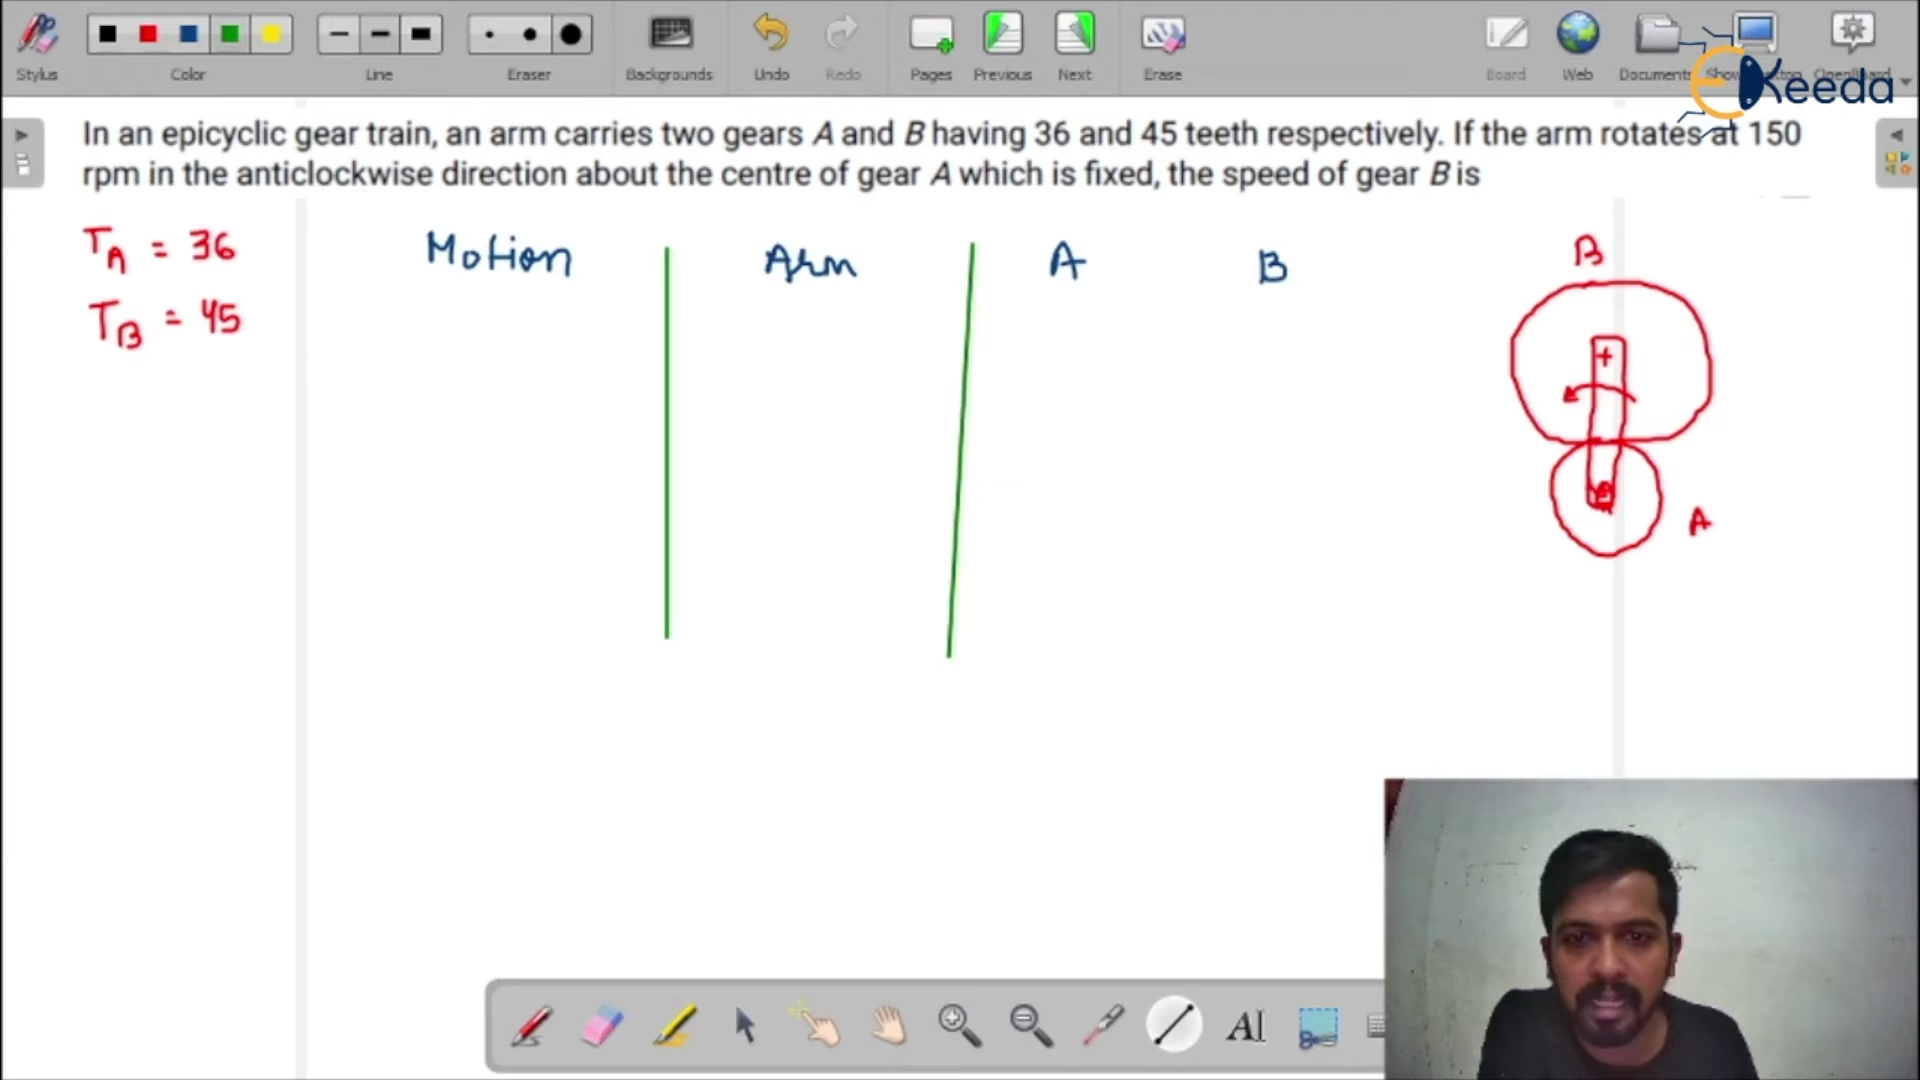 Stylus
Color
Line
Eraser
Backgrounds
Undo
Redo
Pages
Previous
Next
Erase
Board
Web
Documents
Show Desktop
OpenBoard
Keeda
In an epicyclic gear train, an arm carries two gears A and B having 36 and 45 teeth respectively. If the arm rotates at 150
rpm in the anticlockwise direction about the centre of gear A which is fixed, the speed of gear B is
TA = 36
TB = 45
Motion
Arm
A
B
B
A
AI